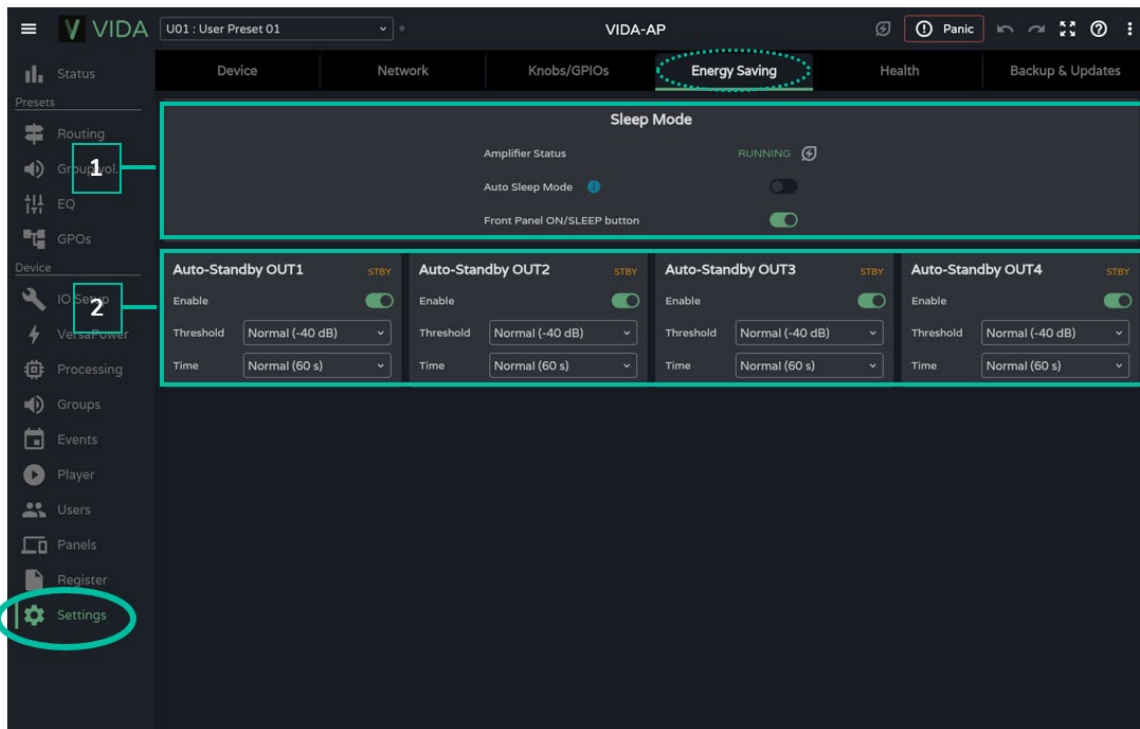 VIDA
U01 : User Preset 01
VIDA-AP
Panic
Status
Presets
Routing
Group vol.
EQ
GPOs
Device
IO Setup
VersaPower
Processing
Groups
Events
Player
Users
Panels
Register
Settings
1
2
Device Network Knobs/GPIOs Energy Saving Health Backup & Updates
Sleep Mode
Amplifier Status RUNNING
Auto Sleep Mode
Front Panel ON/SLEEP button
Auto-Standby OUT1 STBY
Enable
Threshold Normal (-40 dB)
Time Normal (60 s)
Auto-Standby OUT2 STBY
Enable
Threshold Normal (-40 dB)
Time Normal (60 s)
Auto-Standby OUT3 STBY
Enable
Threshold Normal (-40 dB)
Time Normal (60 s)
Auto-Standby OUT4 STBY
Enable
Threshold Normal (-40 dB)
Time Normal (60 s)